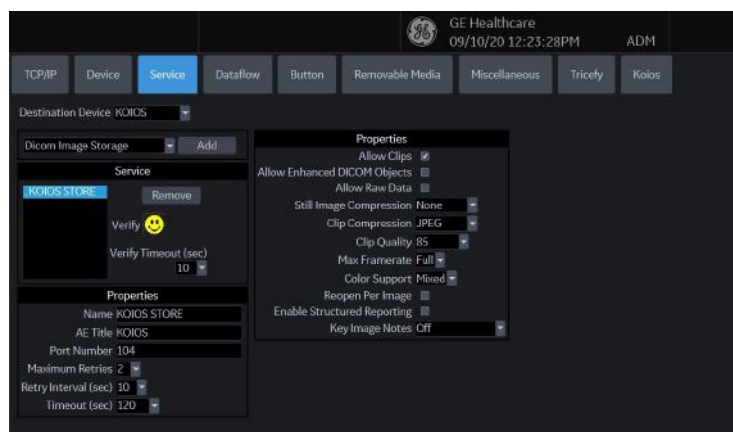 GE Healthcare
09/10/20 12:23:28PM ADM
TCP/IP Device Service Dataflow Button Removable Media Miscellaneous Tricefy Koios
Destination Device KOIOS
Dicom Image Storage Add
Service
KOIOS STORE
Remove
Verify
Verify Timeout (sec)
10
Properties
Name KOIOS STORE
AE Title KOIOS
Port Number 104
Maximum Retries 2
Retry Interval (sec) 10
Timeout (sec) 120
Properties
Allow Clips
Allow Enhanced DICOM Objects
Allow Raw Data
Still Image Compression None
Clip Compression JPEG
Clip Quality 85
Max Framerate Full
Color Support Mixed
Reopen Per Image
Enable Structured Reporting
Key Image Notes Off